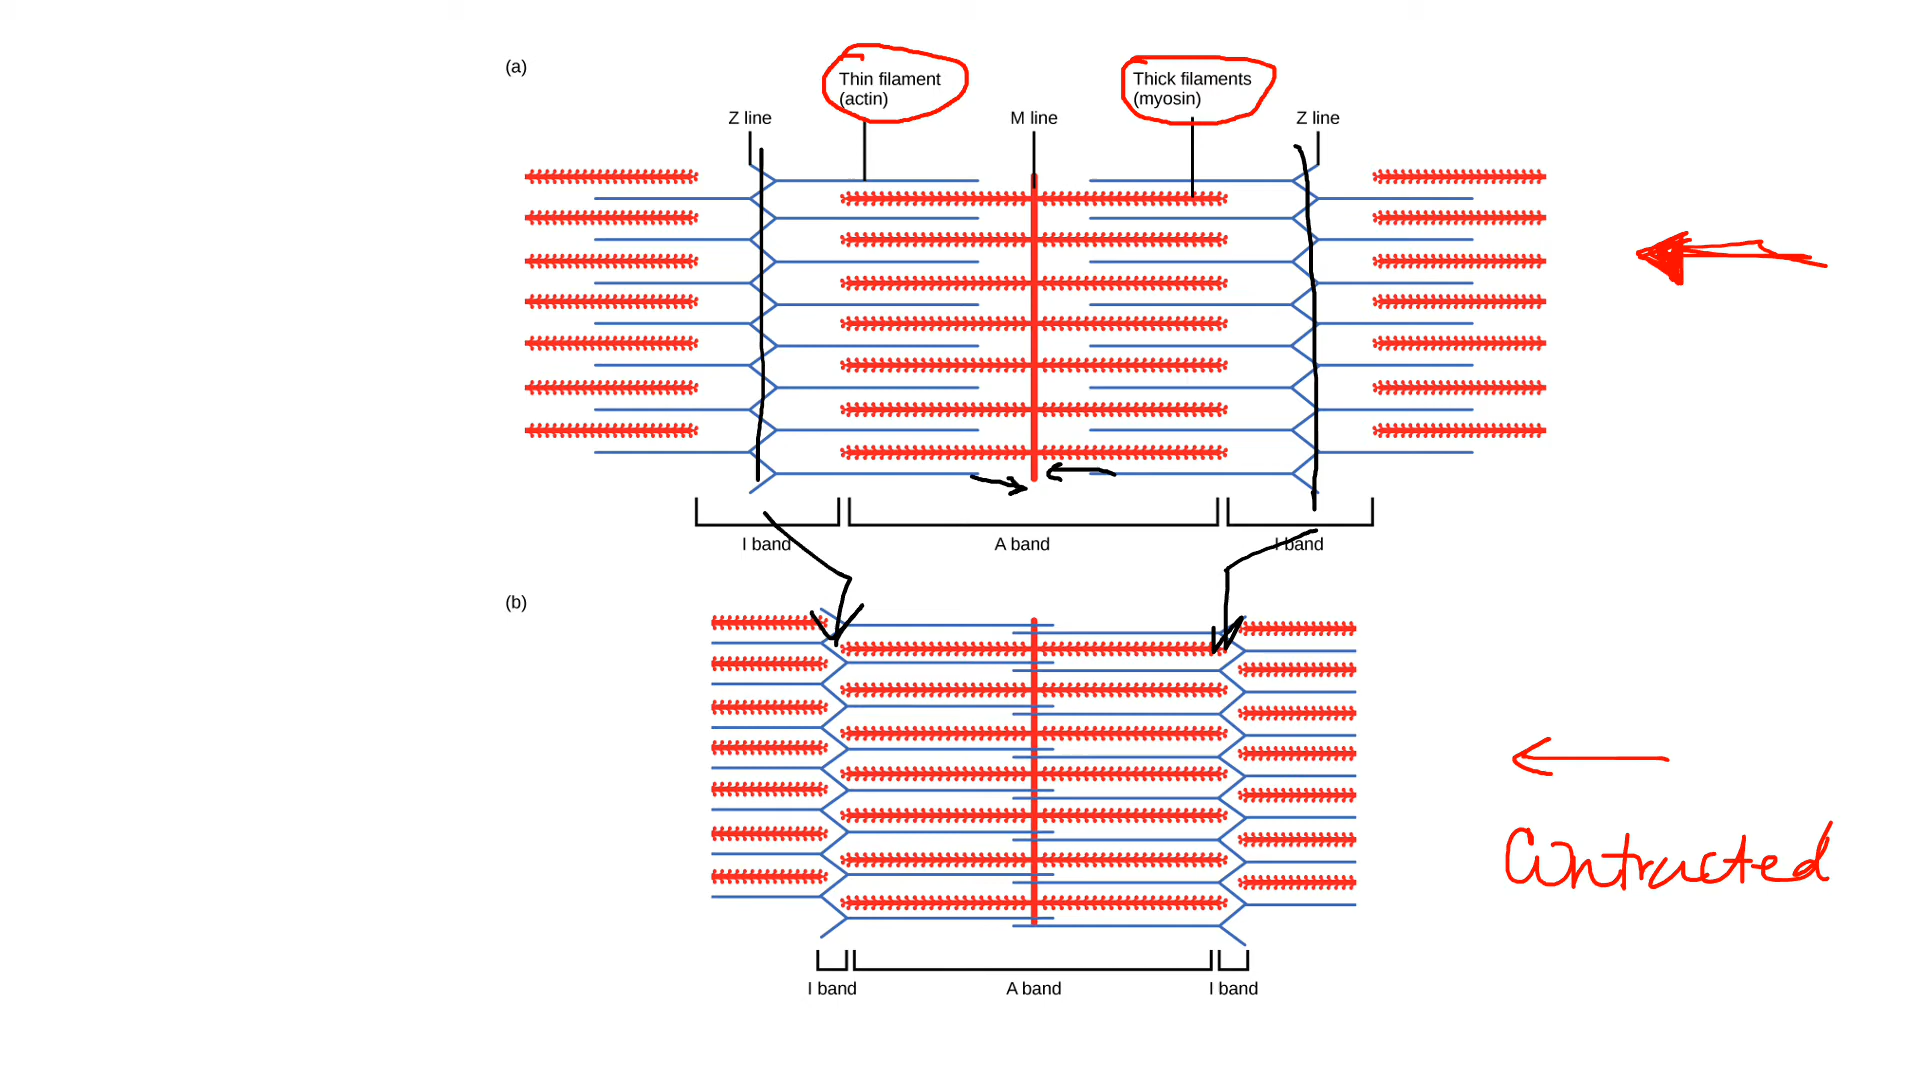 (a)
Thin filament
(actin)
Thick filaments
(myosin)
Z line
M line
Z line
I band
A band
I band
(b)
Contracted
I band
A band
I band